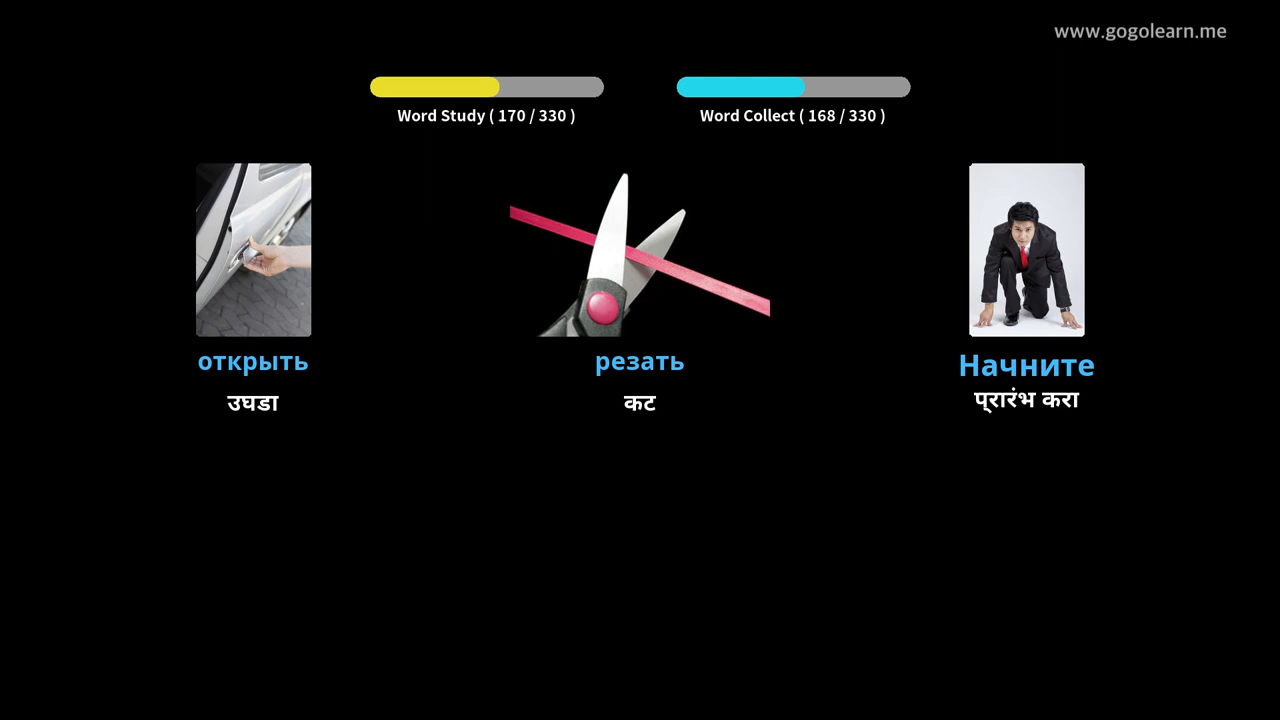 www.gogolearn.me
Word Study ( 170 / 330 )
Word Collect ( 168 / 330 )
открыть
резать
Начните
उघडा
कट
प्रारंभ करा